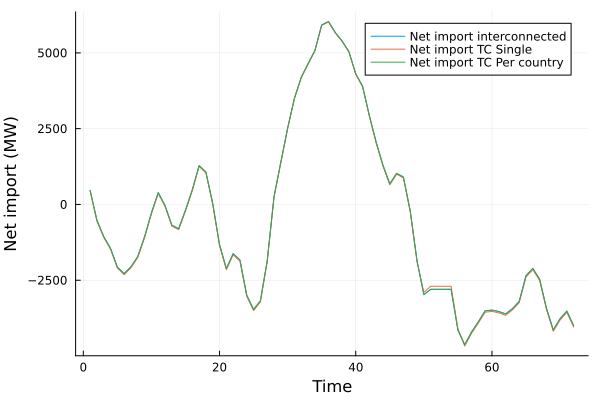 Net import interconnected
Net import TC Single
Net import TC Per country
Net import (MW)
5000
2500
0
−2500
0
20
40
60
Time